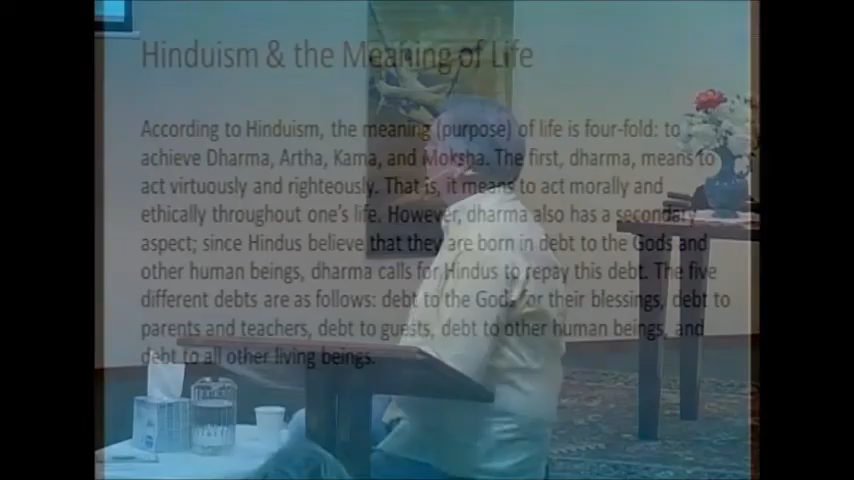 Hinduism & the Meaning of Life
According to Hinduism, the meaning (purpose) of life is four-fold: to
achieve Dharma, Artha, Kama, and Moksha. The first, dharma, means to
act virtuously and righteously. That is, it means to act morally and
ethically throughout one's life. However, dharma also has a secondary
aspect; since Hindus believe that they are born in debt to the Gods and
other human beings, dharma calls for Hindus to repay this debt. The five
different debts are as follows: debt to the Gods for their blessings, debt to
parents and teachers, debt to guests, debt to other human beings, and
debt to all other living beings.